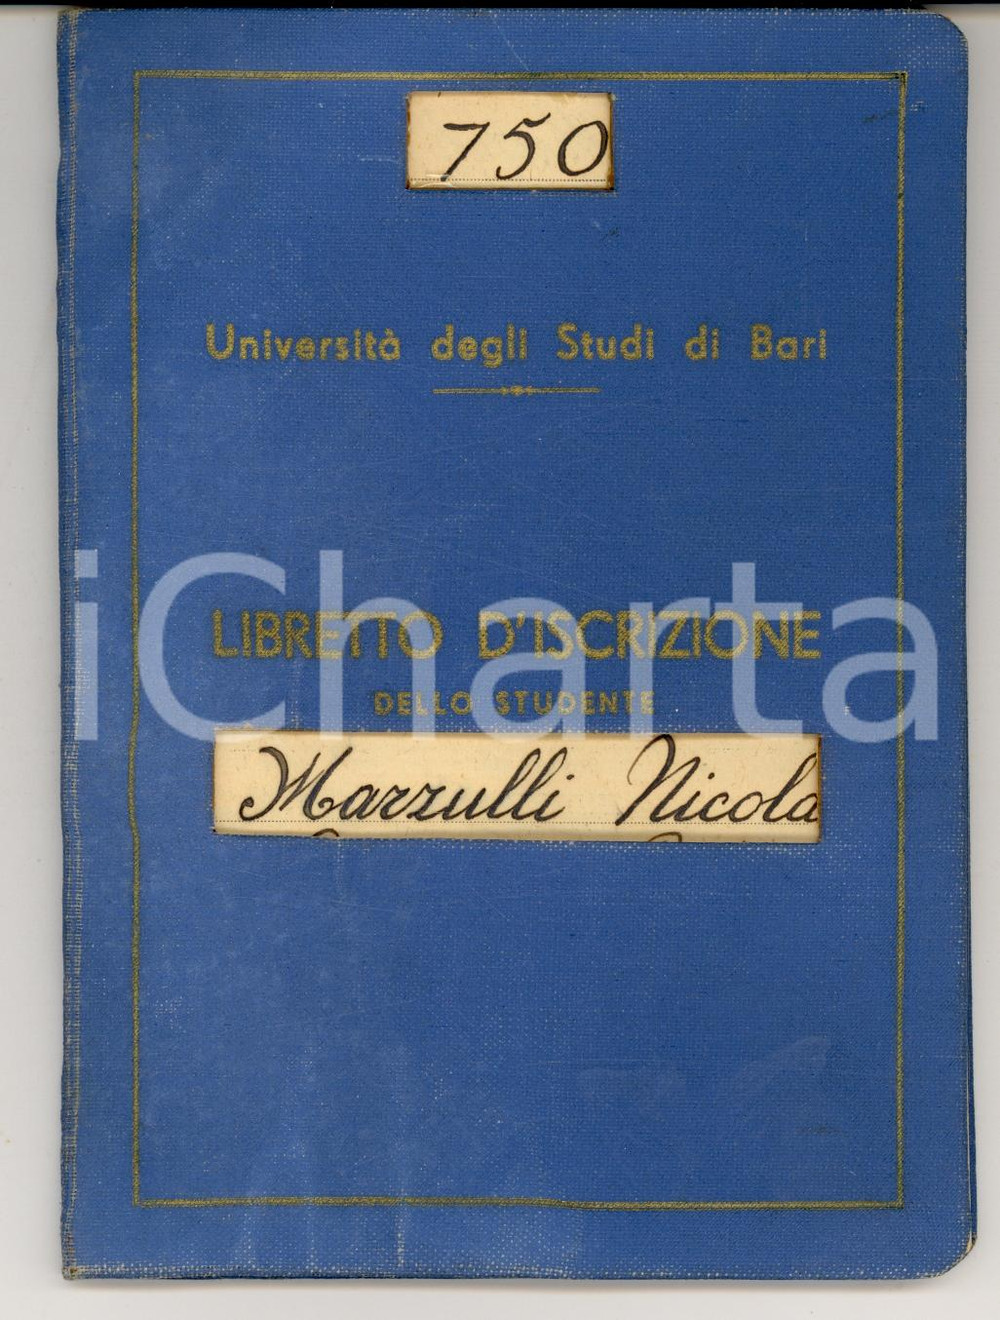 750
Università degli Studi di Bari
LIBRETTO D'ISCRIZIONE
iCharta
DELLO STUDENTE
Marzulli Nicola